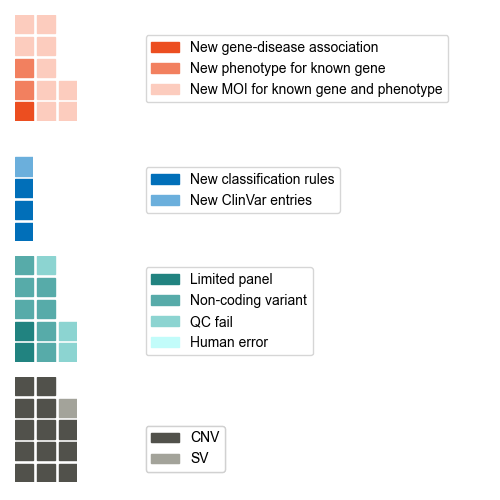 New gene-disease association
New phenotype for known gene
New MOI for known gene and phenotype
New classification rules
New ClinVar entries
Limited panel
Non-coding variant
QC fail
Human error
CNV
SV